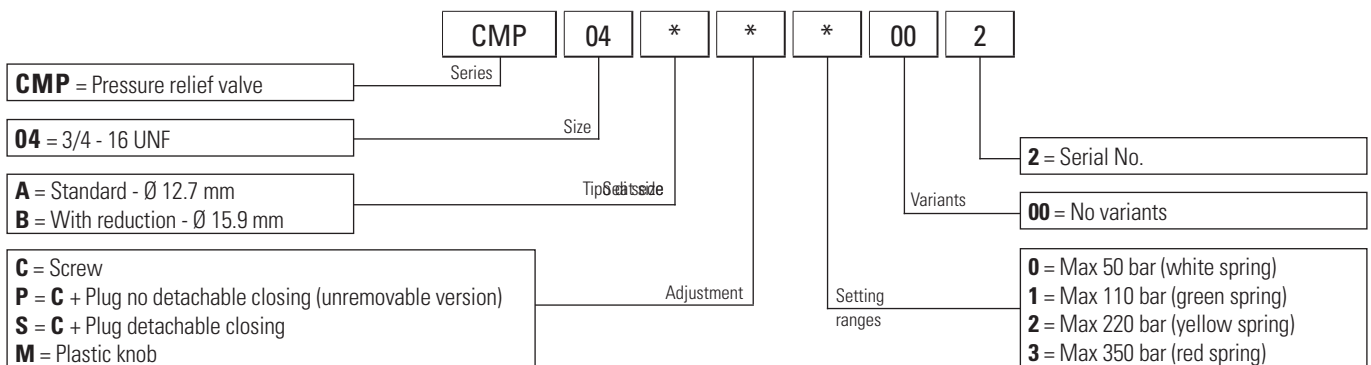 CMP 04 * * * 00 2
Series
CMP = Pressure relief valve
Size
04 = 3/4 - 16 UNF
2 = Serial No.
A = Standard - Ø 12.7 mm
B = With reduction - Ø 15.9 mm
Variants
00 = No variants
C = Screw
P = C + Plug no detachable closing (unremovable version)
S = C + Plug detachable closing
M = Plastic knob
Adjustment
Setting
ranges
0 = Max 50 bar (white spring)
1 = Max 110 bar (green spring)
2 = Max 220 bar (yellow spring)
3 = Max 350 bar (red spring)